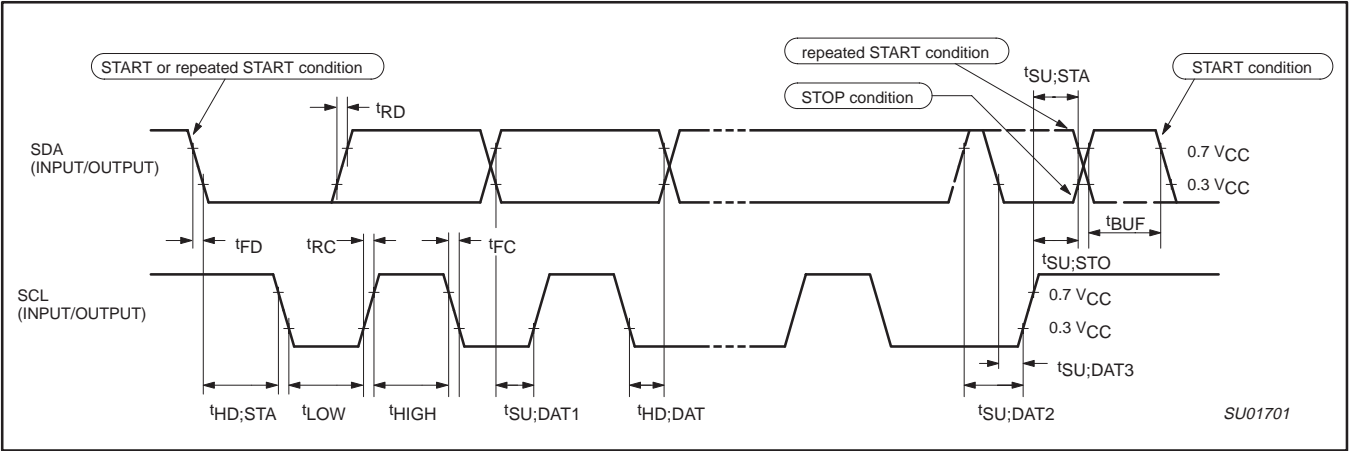 repeated START condition
tSU;STA
START condition
START or repeated START condition
STOP condition
tRD
SDA
(INPUT/OUTPUT)
0.7 VCC
0.3 VCC
tBUF
tFD
tRC
tFC
tSU;STO
SCL
(INPUT/OUTPUT)
0.7 VCC
0.3 VCC
tSU;DAT3
tHD;STA
tLOW
tHIGH
tSU;DAT1
tHD;DAT
tSU;DAT2
SU01701